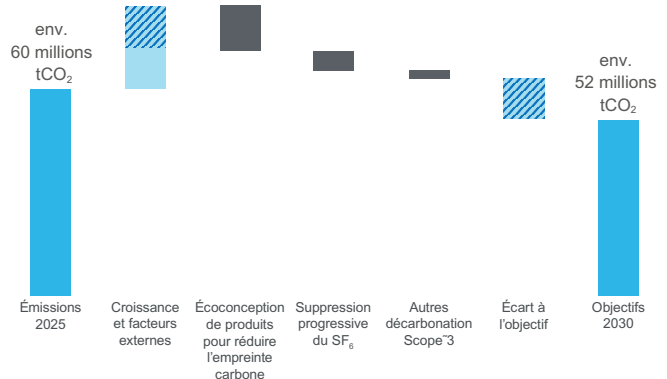 env.
60 millions
tCO₂
env.
52 millions
tCO₂
Émissions
2025
Croissance
et facteurs
externes
Écoconception
de produits
pour réduire
l’empreinte
carbone
Suppression
progressive
du SF₆
Autres
décarbonation
Scope˜3
Écart à
l’objectif
Objectifs
2030